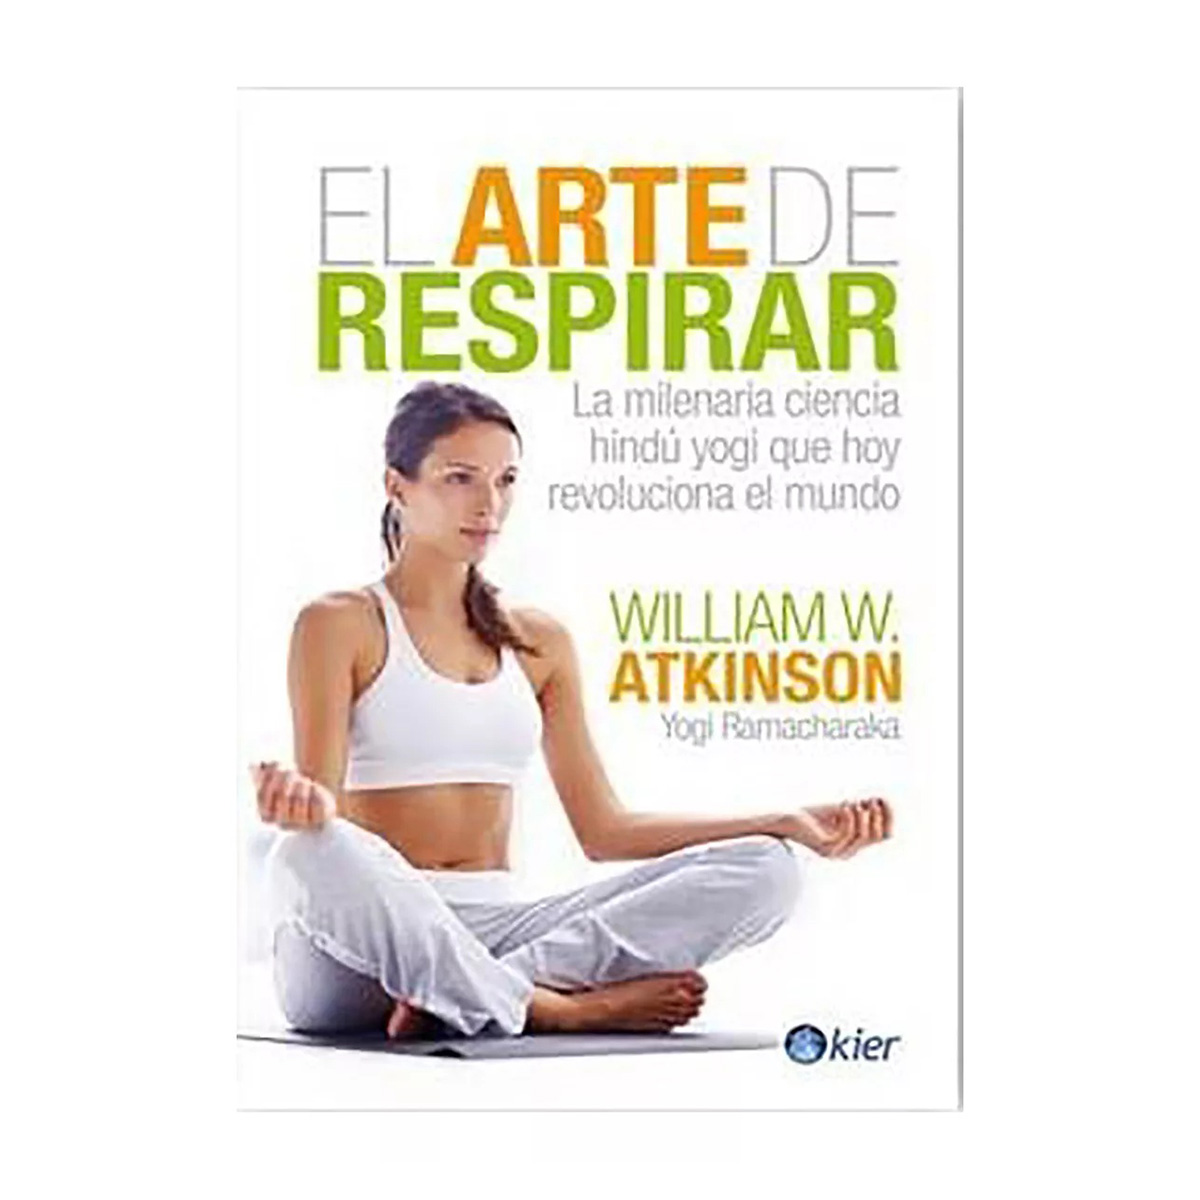 EL ARTE DE
RESPIRAR
La milenaria ciencia
hindú yogi que hoy
revoluciona el mundo
WILLIAM W.
ATKINSON
Yogi Ramacharaka
kier